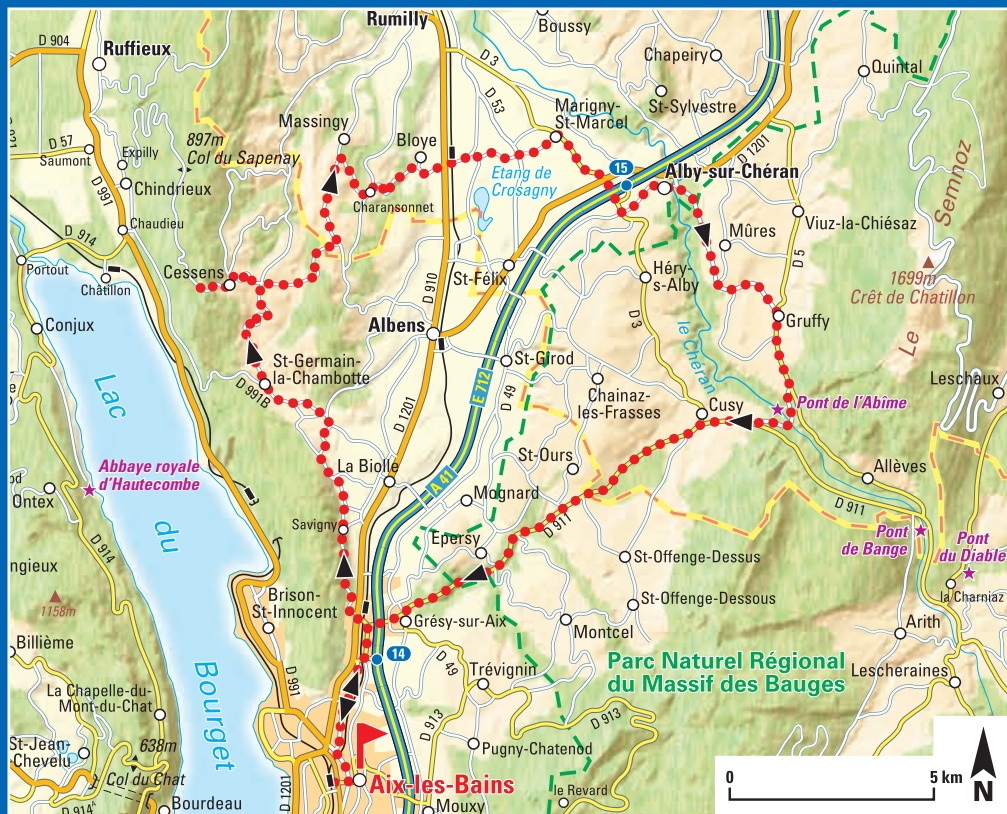 Rumilly
Boussy
D 904
Ruffieux
D 3
Chapeiry
Quintal
D 53
St-Sylvestre
Marigny-
St-Marcel
Massingy
Bloye
897m
Col du Sapenay
D 57
Saumont
Expilly
Chindrieux
D 991
D 1201
15
Alby-sur-Chéran
Etang de
Crosagny
Charansonnet
Semnoz
Viuz-la-Chiésaz
Chaudieu
D 914
Mûres
D 5
Portout
Châtillon
Cessens
St-Félix
D 910
Héry-
s-Alby
1699m
Crêt de Chatillon
D 3
le Chéran
Gruffy
Conjux
Albens
Le
St-Germain-
la-Chambotte
D 991B
St-Girod
E 712
D 49
Chainaz-
les-Frasses
Leschaux
Lac
Cusy
Pont de l'Abîme
D 1201
Abbaye royale
d'Hautecombe
La Biolle
A 41
St-Ours
Allèves
Ontex
Mognard
D 911
D 911
du
Savigny
Epersy
Pont
de Bange
Pont
du Diable
D 914
St-Offenge-Dessus
ngieux
1158m
Brison-
St-Innocent
St-Offenge-Dessous
la Charniaz
Grésy-sur-Aix
Montcel
Arith
Billième
14
D 49
Trévignin
Parc Naturel Régional
du Massif des Bauges
Lescheraines
Bourget
D 991
La Chapelle-du-
Mont-du-Chat
D 913
D 913
St-Jean-
Chevelu
638m
Col du Chat
Pugny-Chatenod
D 914A
Bourdeau
D 1201
Aix-les-Bains
Mouxy
le Revard
0
5 km
N